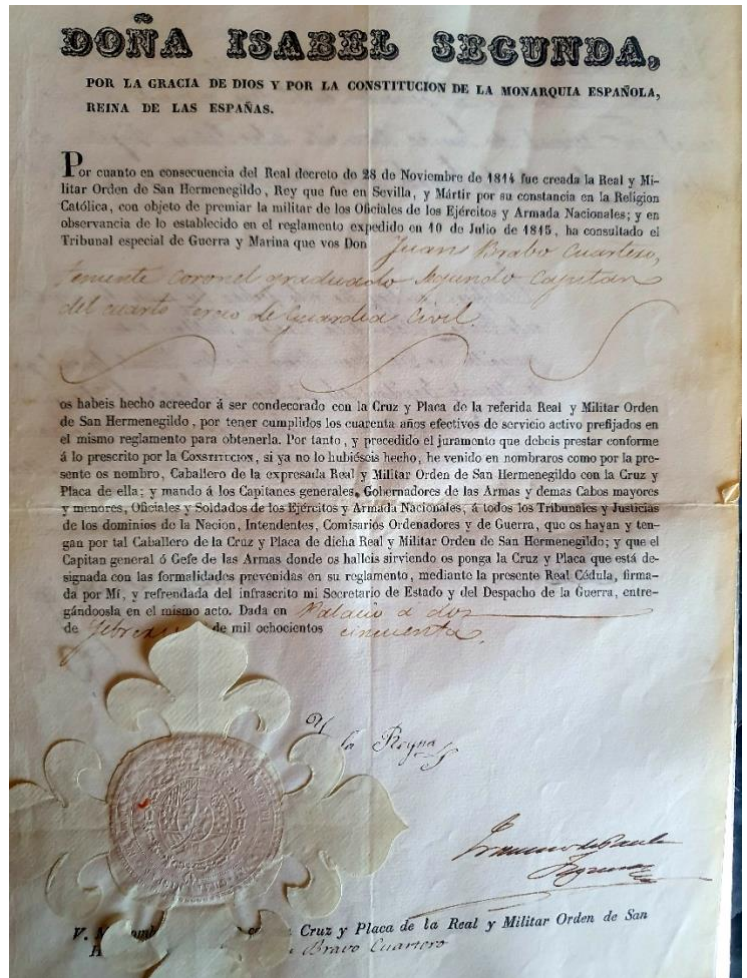 DOÑA ISABEL SEGUNDA,
POR LA GRACIA DE DIOS Y POR LA CONSTITUCION DE LA MONARQUIA ESPAÑOLA,
REINA DE LAS ESPAÑAS.
Por cuanto en consecuencia del Real decreto de 28 de Noviembre de 1814 fue creada la Real y Mi-
litar Orden de San Hermenegildo, Rey que fue en Sevilla, y Mártir por su constancia en la Religion
Católica, con objeto de premiar la militar de los Oficiales de los Ejércitos y Armada Nacionales; y en
observancia de lo establecido en el reglamento expedido en 10 de Julio de 1815, ha consultado el
Tribunal especial de Guerra y Marina que vos Don Juan Brabo Cuartero,
Teniente Coronel graduado Segundo Capitan
del cuarto tercio de Guardia Civil.
os habeis hecho acreedor á ser condecorado con la Cruz y Placa de la referida Real y Militar Orden
de San Hermenegildo, por tener cumplidos los cuarenta años efectivos de servicio activo prefijados en
el mismo reglamento para obtenerla. Por tanto, y precedido el juramento que debeis prestar conforme
á lo prescrito por la CONSTITUCION, si ya no lo hubiéseis hecho, he venido en nombraros como por la pre-
sente os nombro, Caballero de la expresada Real y Militar Orden de San Hermenegildo con la Cruz y
Placa de ella; y mando á los Capitanes generales, Gobernadores de las Armas y demas Cabos mayores
y menores, Oficiales y Soldados de los Ejércitos y Armada Nacionales, á todos los Tribunales y Justicias
de los dominios de la Nacion, Intendentes, Comisarios Ordenadores y de Guerra, que os hayan y ten-
gan por tal Caballero de la Cruz y Placa de dicha Real y Militar Orden de San Hermenegildo; y que el
Capitan general ó Gefe de las Armas donde os halleis sirviendo os ponga la Cruz y Placa que está de-
signada con las formalidades prevenidas en su reglamento, mediante la presente Real Cédula, firma-
da por Mí, y refrendada del infrascrito mi Secretario de Estado y del Despacho de la Guerra, entre-
gándoosla en el mismo acto. Dada en Palacio a dos
de Febrero de mil ochocientos cincuenta.
Yo la Reyna
Francisco de Paula
Figueras
V. M. Cruz y Placa de la Real y Militar Orden de San
A Bravo Cuartero